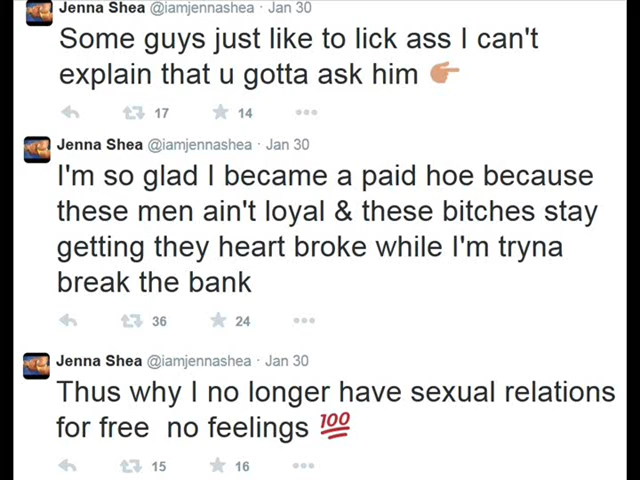 Jenna Shea @iamjennashea · Jan 30
Some guys just like to lick ass I can't
explain that u gotta ask him 👉
17 14
Jenna Shea @iamjennashea · Jan 30
I'm so glad I became a paid hoe because
these men ain't loyal & these bitches stay
getting they heart broke while I'm tryna
break the bank
36 24
Jenna Shea @iamjennashea · Jan 30
Thus why I no longer have sexual relations
for free no feelings 💯
15 16